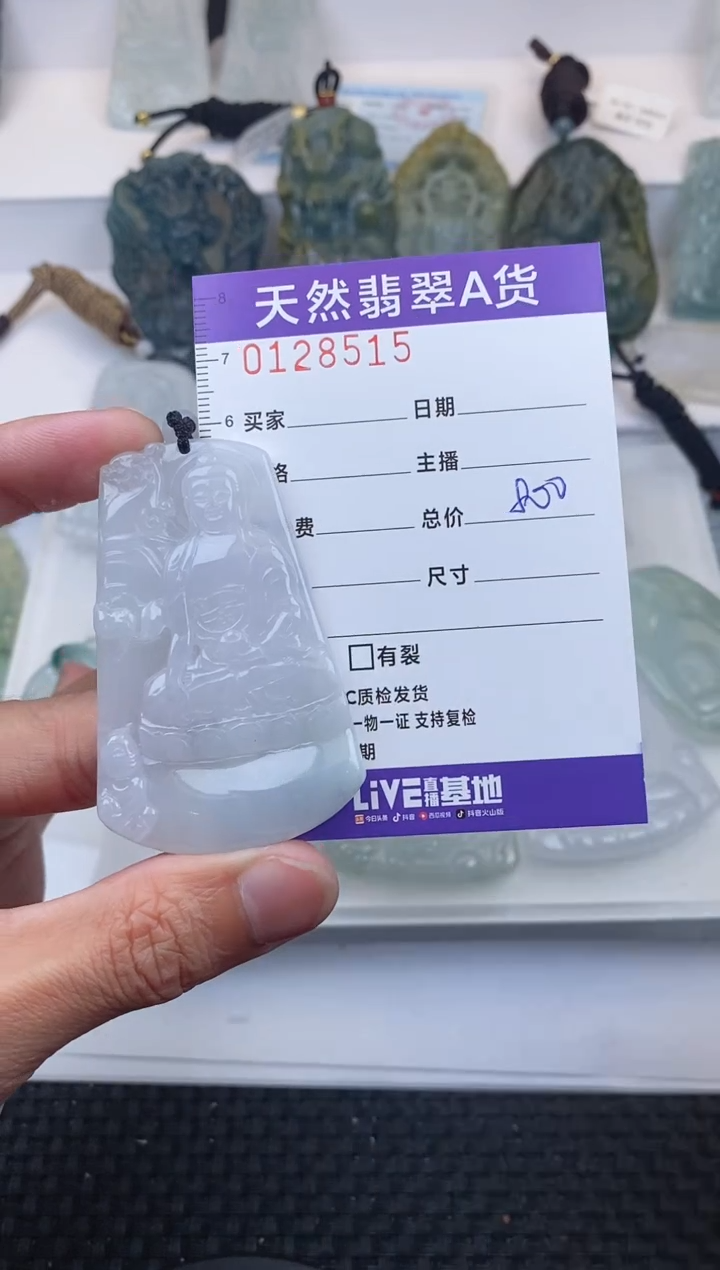 天然翡翠A货
8
7 0128515
6 买家 日期
格 主播
费 总价 800
尺寸
□有裂
C质检发货
一物一证 支持复检
期
LiVE直播基地
今日头条 抖音 西瓜视频 抖音火山版